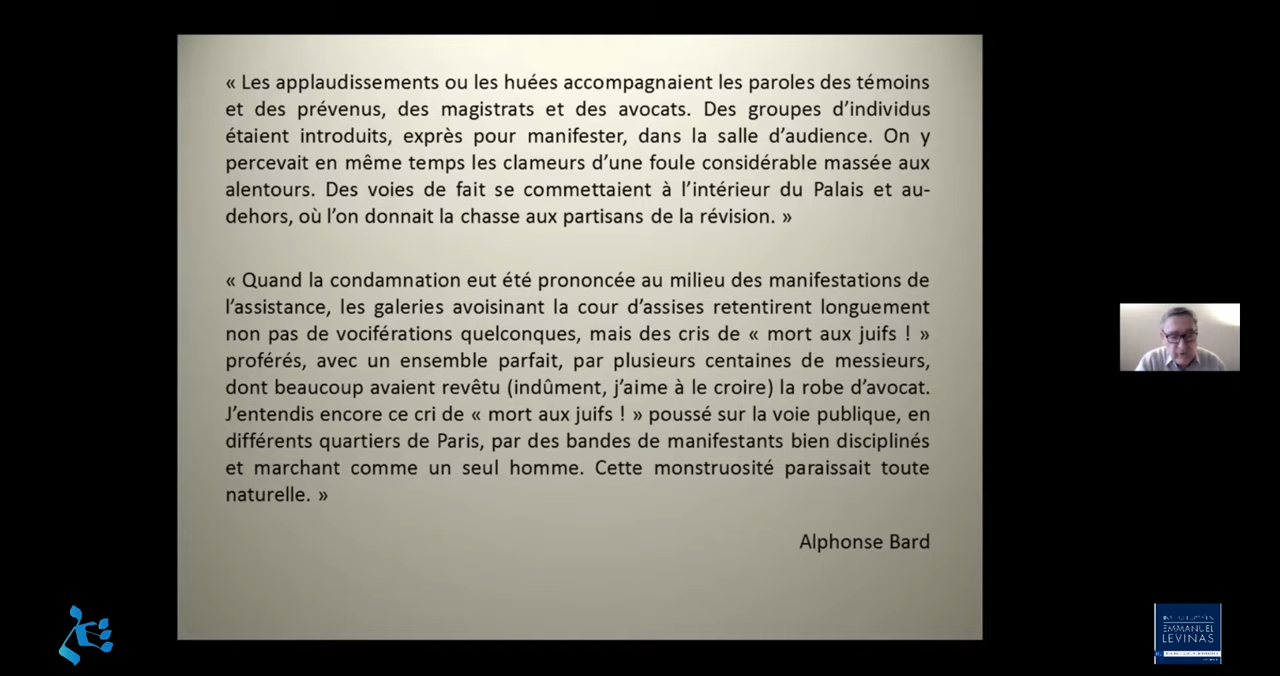 « Les applaudissements ou les huées accompagnaient les paroles des témoins
et des prévenus, des magistrats et des avocats. Des groupes d’individus
étaient introduits, exprès pour manifester, dans la salle d’audience. On y
percevait en même temps les clameurs d’une foule considérable massée aux
alentours. Des voies de fait se commettaient à l’intérieur du Palais et au-
dehors, où l’on donnait la chasse aux partisans de la révision. »
« Quand la condamnation eut été prononcée au milieu des manifestations de
l’assistance, les galeries avoisinant la cour d’assises retentirent longuement
non pas de vociférations quelconques, mais des cris de « mort aux juifs ! »
proférés, avec un ensemble parfait, par plusieurs centaines de messieurs,
dont beaucoup avaient revêtu (indûment, j’aime à le croire) la robe d’avocat.
J’entendis encore ce cri de « mort aux juifs ! » poussé sur la voie publique, en
différents quartiers de Paris, par des bandes de manifestants bien disciplinés
et marchant comme un seul homme. Cette monstruosité paraissait toute
naturelle. »
Alphonse Bard
EMMANUEL
LEVINAS